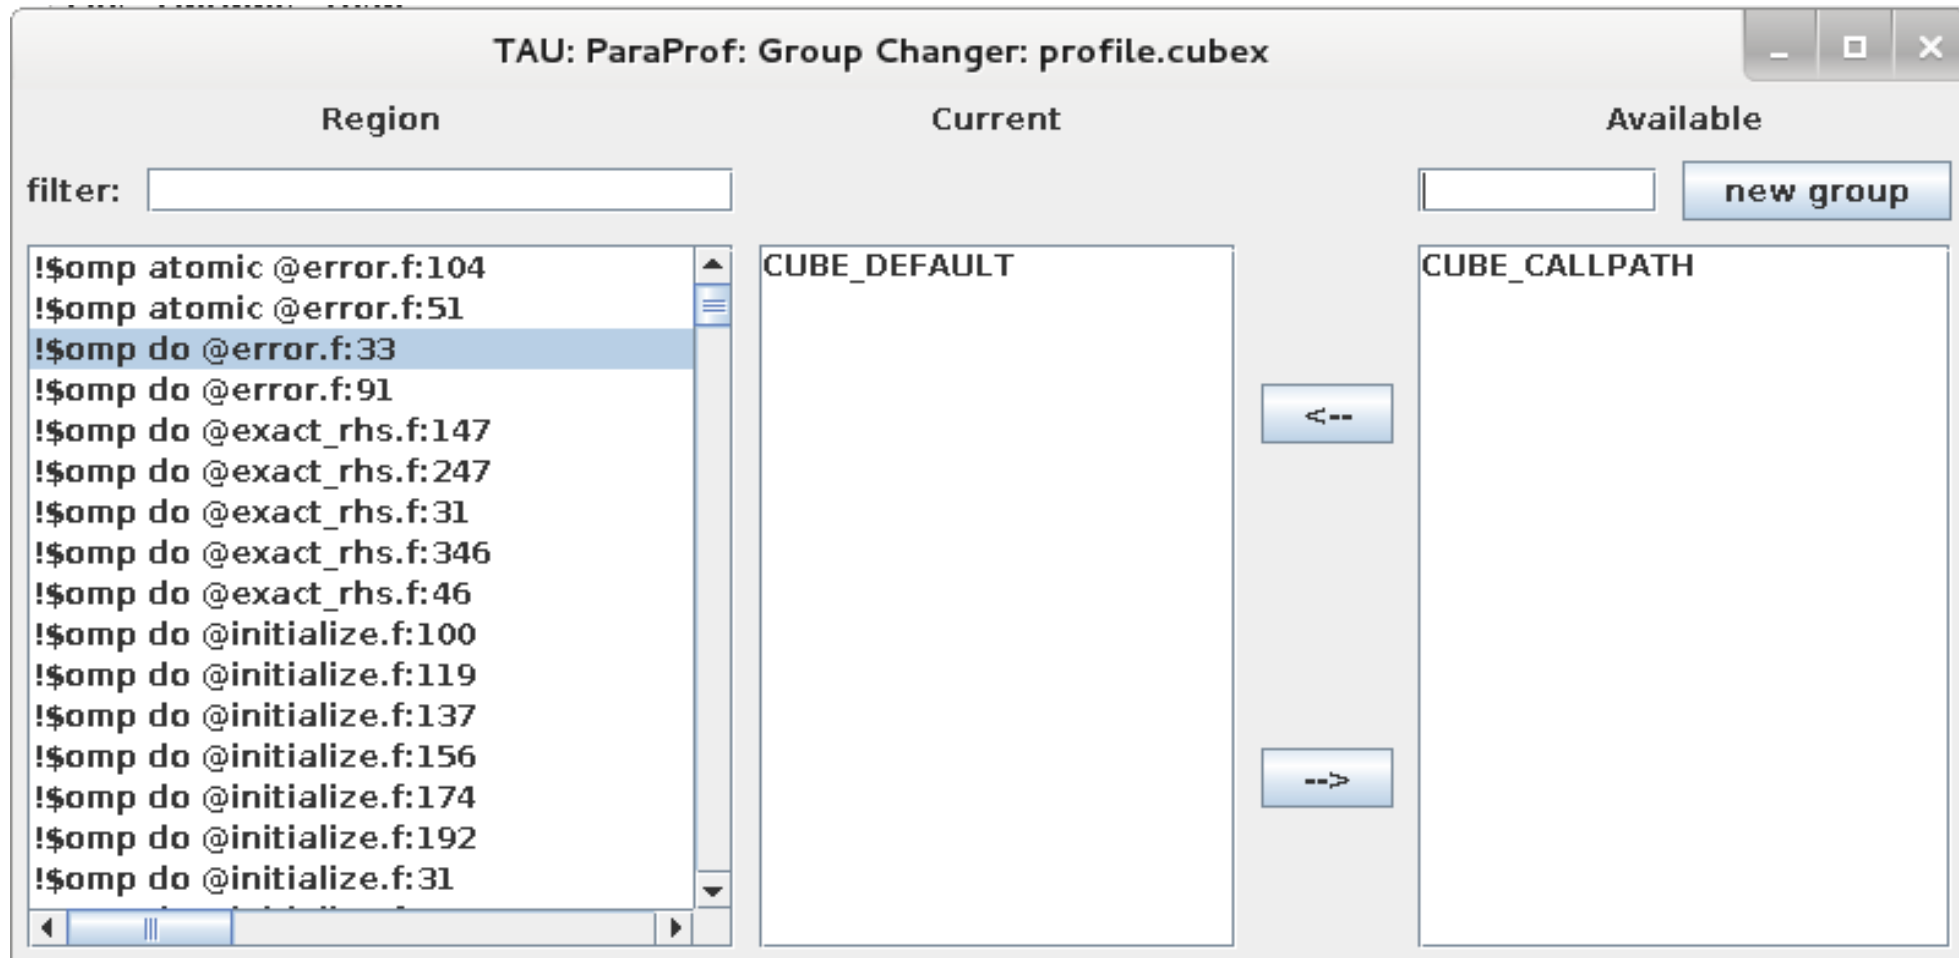 TAU: ParaProf: Group Changer: profile.cubex
Region Current Available
filter: new group
!$omp atomic @error.f:104
!$omp atomic @error.f:51
!$omp do @error.f:33
!$omp do @error.f:91
!$omp do @exact_rhs.f:147
!$omp do @exact_rhs.f:247
!$omp do @exact_rhs.f:31
!$omp do @exact_rhs.f:346
!$omp do @exact_rhs.f:46
!$omp do @initialize.f:100
!$omp do @initialize.f:119
!$omp do @initialize.f:137
!$omp do @initialize.f:156
!$omp do @initialize.f:174
!$omp do @initialize.f:192
!$omp do @initialize.f:31
CUBE_DEFAULT
<--
-->
CUBE_CALLPATH